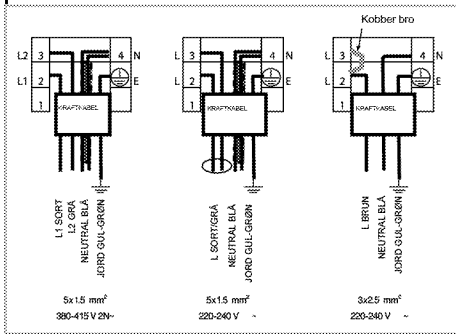 Kobber bro
L2 3 4 N
L1 2 E
1
KRAFTKABEL
L1 SORT
L2 GRÅ
NEUTRAL BLÅ
JORD GUL-GRØN
5x1.5 mm²
380-415 V 2N~
L 3 4 N
L 2 E
1
KRAFTKABEL
L SORT/GRÅ
NEUTRAL BLÅ
JORD GUL-GRØN
5x1.5 mm²
220-240 V ~
L 3 4 N
L 2 E
1
KRAFTKABEL
L BRUN
NEUTRAL BLÅ
JORD GUL-GRØN
3x2.5 mm²
220-240 V ~